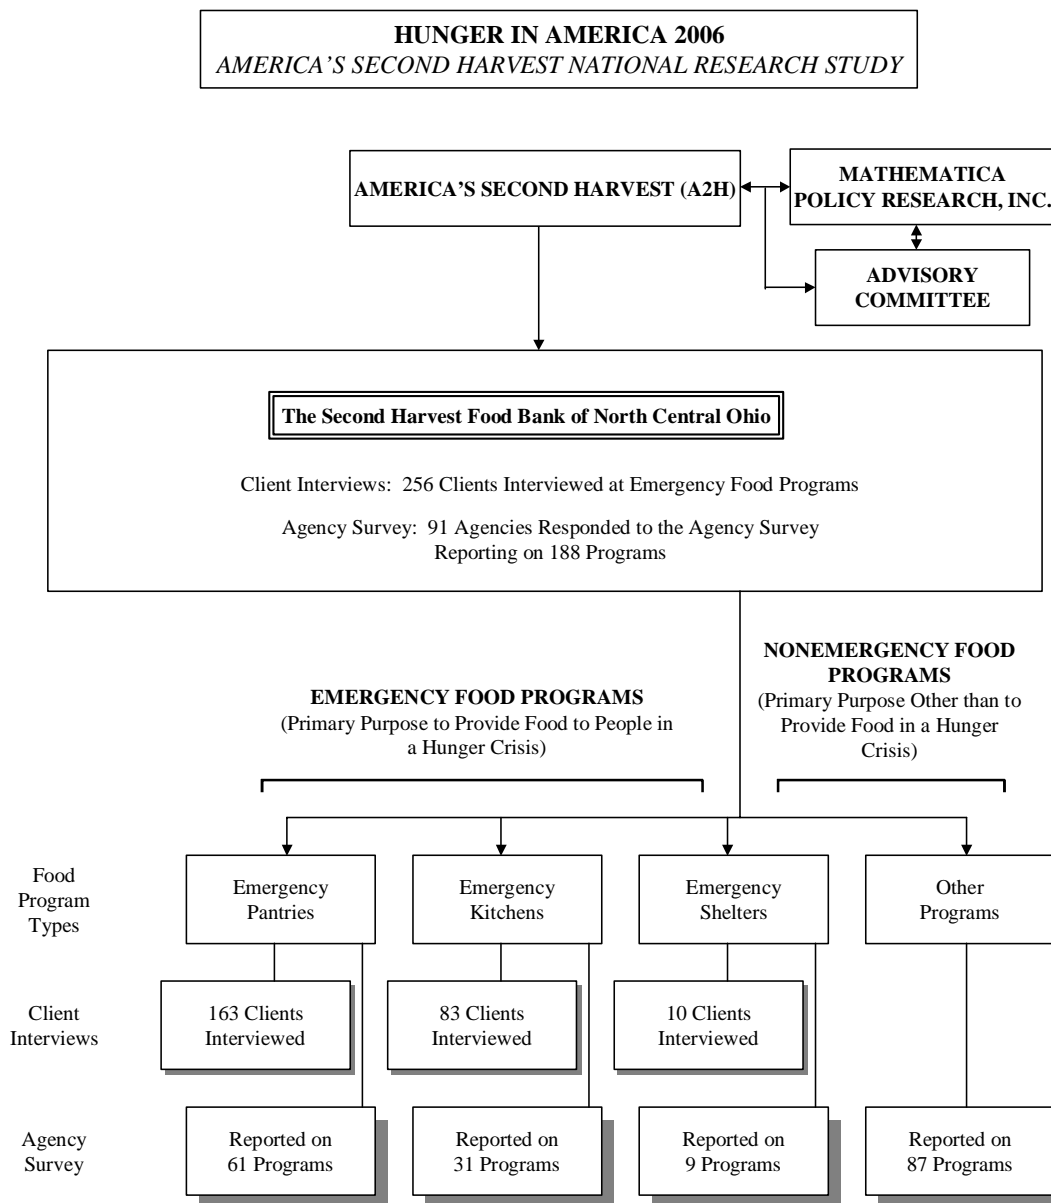 HUNGER IN AMERICA 2006
AMERICA'S SECOND HARVEST NATIONAL RESEARCH STUDY
AMERICA'S SECOND HARVEST (A2H)
MATHEMATICA
POLICY RESEARCH, INC.
ADVISORY
COMMITTEE
The Second Harvest Food Bank of North Central Ohio
Client Interviews: 256 Clients Interviewed at Emergency Food Programs
Agency Survey: 91 Agencies Responded to the Agency Survey
Reporting on 188 Programs
EMERGENCY FOOD PROGRAMS
(Primary Purpose to Provide Food to People in
a Hunger Crisis)
NONEMERGENCY FOOD
PROGRAMS
(Primary Purpose Other than to
Provide Food in a Hunger
Crisis)
Food
Program
Types
Emergency
Pantries
Emergency
Kitchens
Emergency
Shelters
Other
Programs
Client
Interviews
163 Clients
Interviewed
83 Clients
Interviewed
10 Clients
Interviewed
Agency
Survey
Reported on
61 Programs
Reported on
31 Programs
Reported on
9 Programs
Reported on
87 Programs